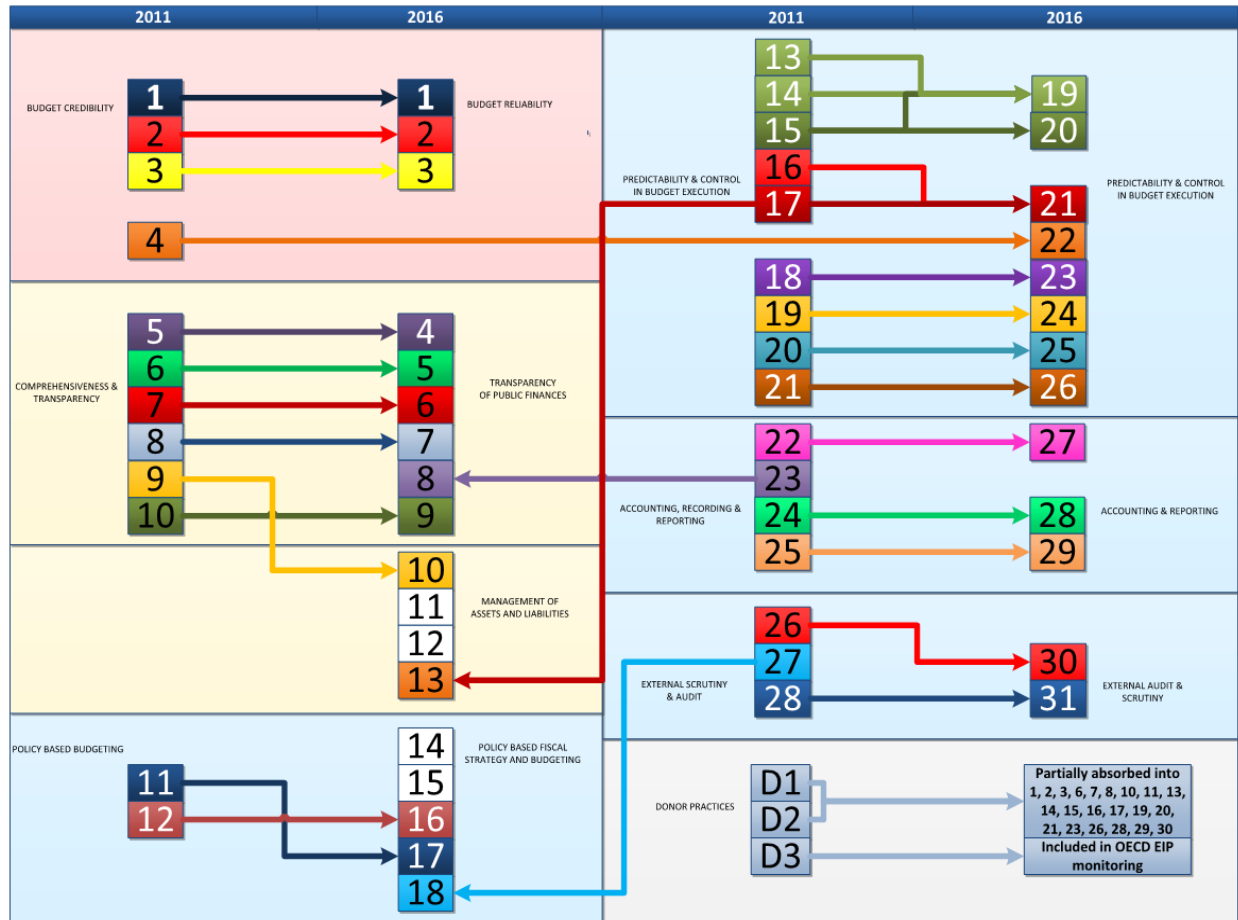 2011
2016
BUDGET CREDIBILITY
1
2
3
4
1
2
3
BUDGET RELIABILITY
COMPREHENSIVENESS &
TRANSPARENCY
5
6
7
8
9
10
4
5
6
7
8
9
TRANSPARENCY
OF PUBLIC FINANCES
10
11
12
13
MANAGEMENT OF
ASSETS AND LIABILITIES
POLICY BASED BUDGETING
11
12
14
15
16
17
18
POLICY BASED FISCAL
STRATEGY AND BUDGETING
2011
2016
PREDICTABILITY & CONTROL
IN BUDGET EXECUTION
13
14
15
16
17
18
19
20
21
19
20
21
22
23
24
25
26
PREDICTABILITY & CONTROL
IN BUDGET EXECUTION
ACCOUNTING, RECORDING &
REPORTING
22
23
24
25
27
28
29
ACCOUNTING & REPORTING
EXTERNAL SCRUTINY
& AUDIT
26
27
28
30
31
EXTERNAL AUDIT &
SCRUTINY
DONOR PRACTICES
D1
D2
D3
Partially absorbed into
1, 2, 3, 6, 7, 8, 10, 11, 13,
14, 15, 16, 17, 19, 20,
21, 23, 26, 28, 29, 30
Included in OECD EIP
monitoring